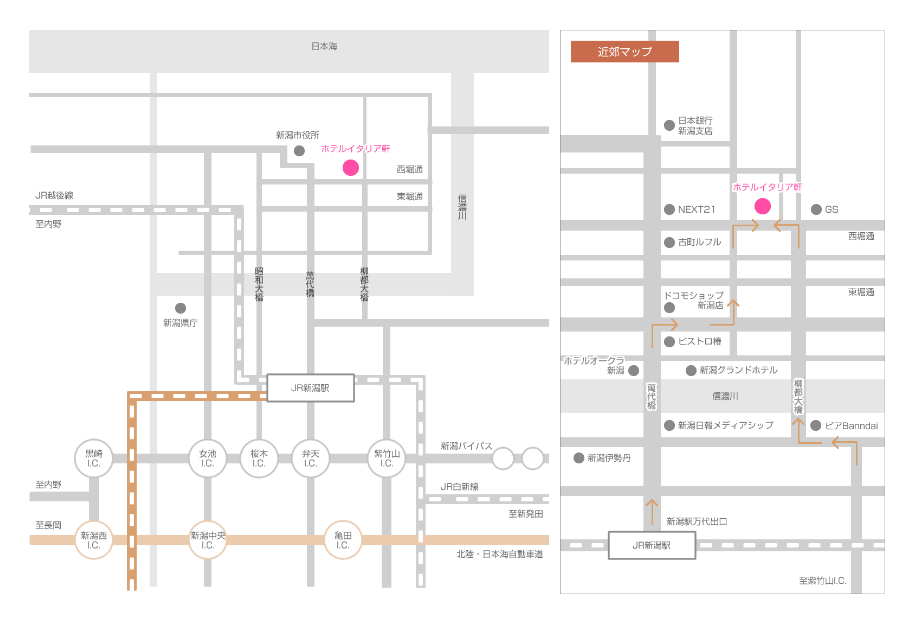 日本海
新潟市役所
ホテルイタリア軒
西堀通
JR越後線
東堀通
至内野
信濃川
昭和大橋
萬代橋
柳都大橋
新潟県庁
JR新潟駅
新潟バイパス
黒崎
I.C.
女池
I.C.
桜木
I.C.
弁天
I.C.
紫竹山
I.C.
至内野
JR白新線
至新発田
至長岡
新潟西
I.C.
新潟中央
I.C.
亀田
I.C.
北陸・日本海自動車道
近郊マップ
日本銀行
新潟支店
ホテルイタリア軒
NEXT21
GS
古町ルフル
西堀通
ドコモショップ
新潟店
東堀通
ビストロ椿
ホテルオークラ
新潟
新潟グランドホテル
萬代橋
信濃川
柳都大橋
新潟日報メディアシップ
ピアBanndai
新潟伊勢丹
新潟駅万代出口
JR新潟駅
至紫竹山I.C.